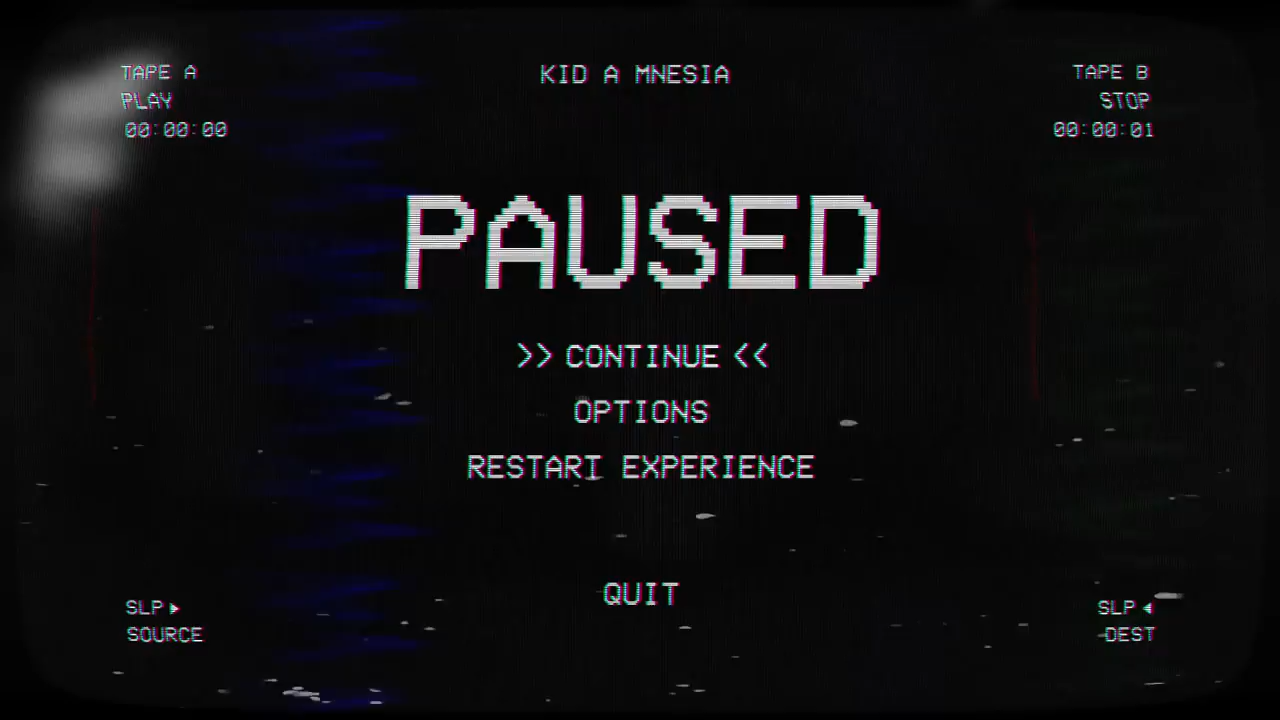 TAPE A
PLAY
00:00:00
KID A MNESIA
TAPE B
STOP
00:00:01
PAUSED
>> CONTINUE <<
OPTIONS
RESTART EXPERIENCE
QUIT
SLP ▶
SOURCE
SLP ◀
DEST